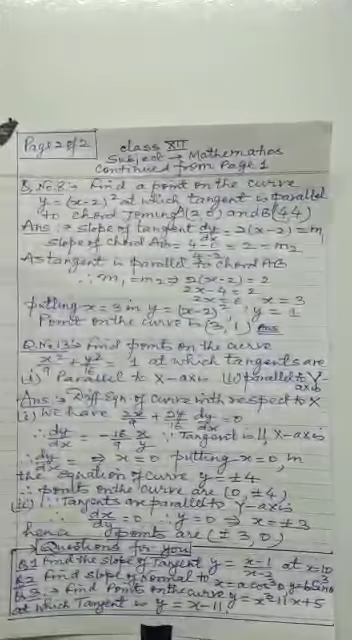 Page 2 of 2
class XII
Subject → Mathematics
Continued from Page 1
Q.No.8 → Find a point on the curve
y = (x-2)² at which tangent is parallel
to chord Joining A(2 0) and B(4 4)
Ans: → slope of tangent dy/dx = 2(x-2) = m₁
slope of chord AB = 4-0/4-2 = 2 = m₂
As tangent is parallel to chord AB
∴ m₁ = m₂ → 2(x-2) = 2
2x-4 = 2
2x = 6 x = 3
putting x = 3 in y = (x-2)², y = 1
Point on the curve is (3, 1) Ans
Q.No.13 → Find points on the curve
x²/9 + y²/16 = 1 at which tangents are
(i) Parallel to X-axis (ii) parallel to Y-
axis
Ans → Diff Eqn. of Curve with respect to X
(i) We have 2x/9 + 2y/16 dy/dx = 0
∴ dy/dx = -16/9 x/y ∵ Tangent is || X-axis
∴ dy/dx = ⇒ x = 0 putting x = 0, in
the equation of curve y = ±4
∴ points on the curve are (0, ±4)
(ii) ∵ Tangents are parallel to Y-axis
∴ dx/dy = 0 ∴ y = 0 ⇒ x = ±3
hence points are (±3, 0)
→ Questions for you
Q1 Find the slope of Tangent y = x-1/x-2 at x=10
Q2 Find slope of normal to x = a cos³θ y=
Q3 → Find Points on the curve y = x³-11x+5
at which Tangent is y = x-11